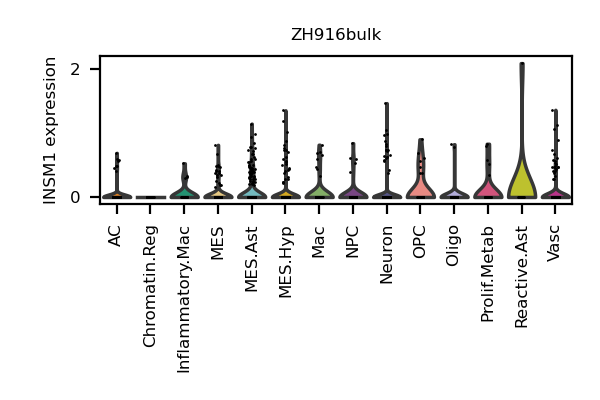 ZH916bulk
INSM1 expression
2
0
AC
Chromatin.Reg
Inflammatory.Mac
MES
MES.Ast
MES.Hyp
Mac
NPC
Neuron
OPC
Oligo
Prolif.Metab
Reactive.Ast
Vasc